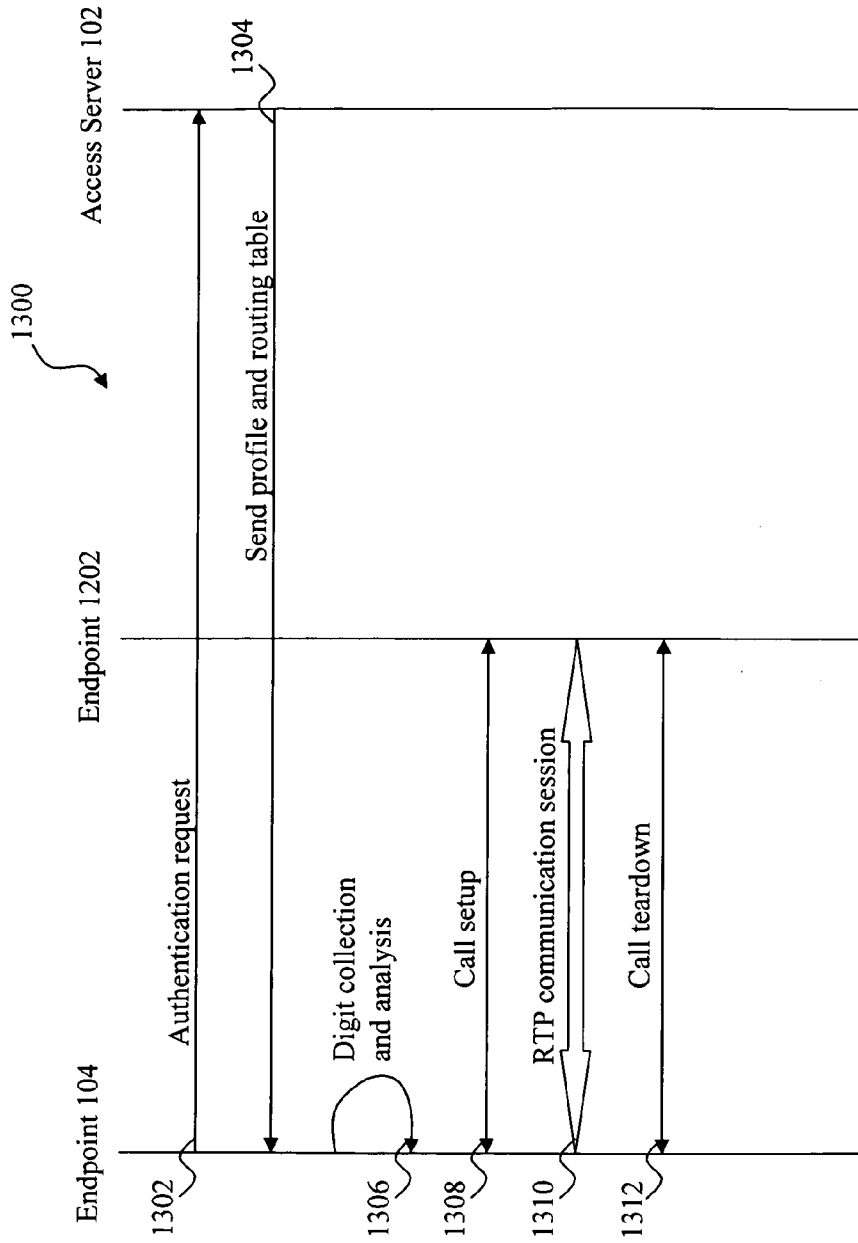 1300
Endpoint 104
Endpoint 1202
Access Server 102
1302
Authentication request
1304
Send profile and routing table
Digit collection
and analysis
1306
Call setup
1308
RTP communication session
1310
Call teardown
1312